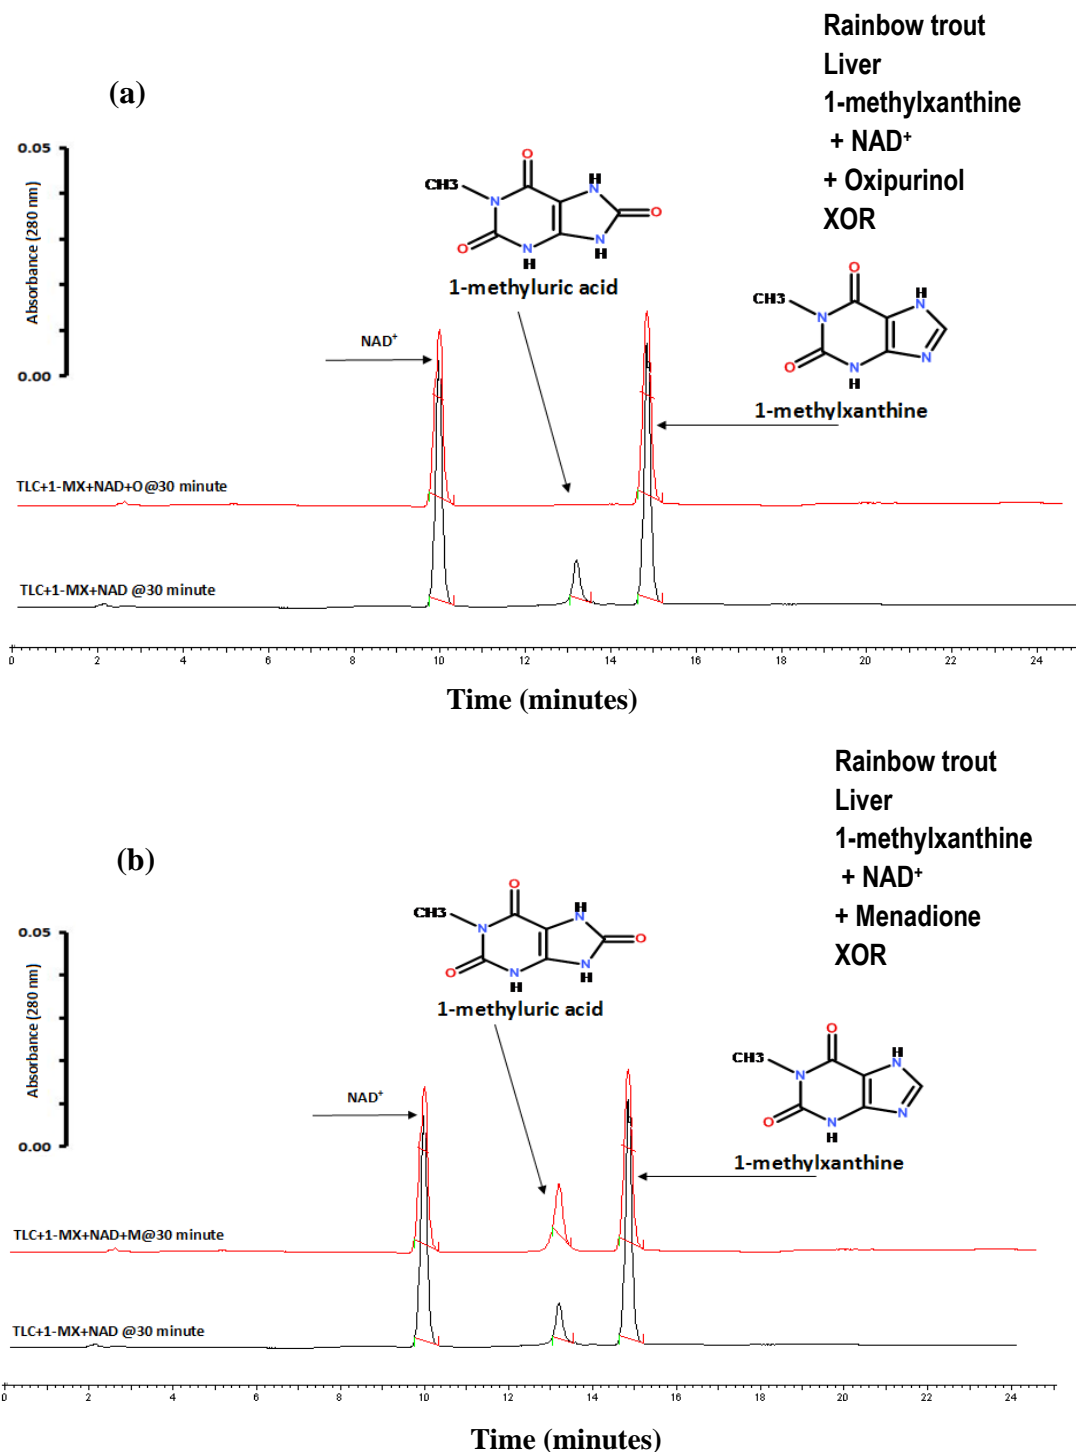 Rainbow trout
Liver
1-methylxanthine
+ NAD⁺
+ Oxipurinol
XOR
(a)
0.05
Absorbance (280 nm)
0.00
O
CH3
N
H
N
O
O
N
H
N
H
1-methyluric acid
NAD⁺
O
CH3
N
H
N
O
N
H
N
1-methylxanthine
TLC+1-MX+NAD+O@30 minute
TLC+1-MX+NAD @30 minute
0 2 4 6 8 10 12 14 16 18 20 22 24
Time (minutes)
Rainbow trout
Liver
1-methylxanthine
+ NAD⁺
+ Menadione
XOR
(b)
0.05
Absorbance (280 nm)
0.00
O
CH3
N
H
N
O
O
N
H
N
H
1-methyluric acid
NAD⁺
O
CH3
N
H
N
O
N
H
N
1-methylxanthine
TLC+1-MX+NAD+M@30 minute
TLC+1-MX+NAD @30 minute
0 2 4 6 8 10 12 14 16 18 20 22 24
Time (minutes)